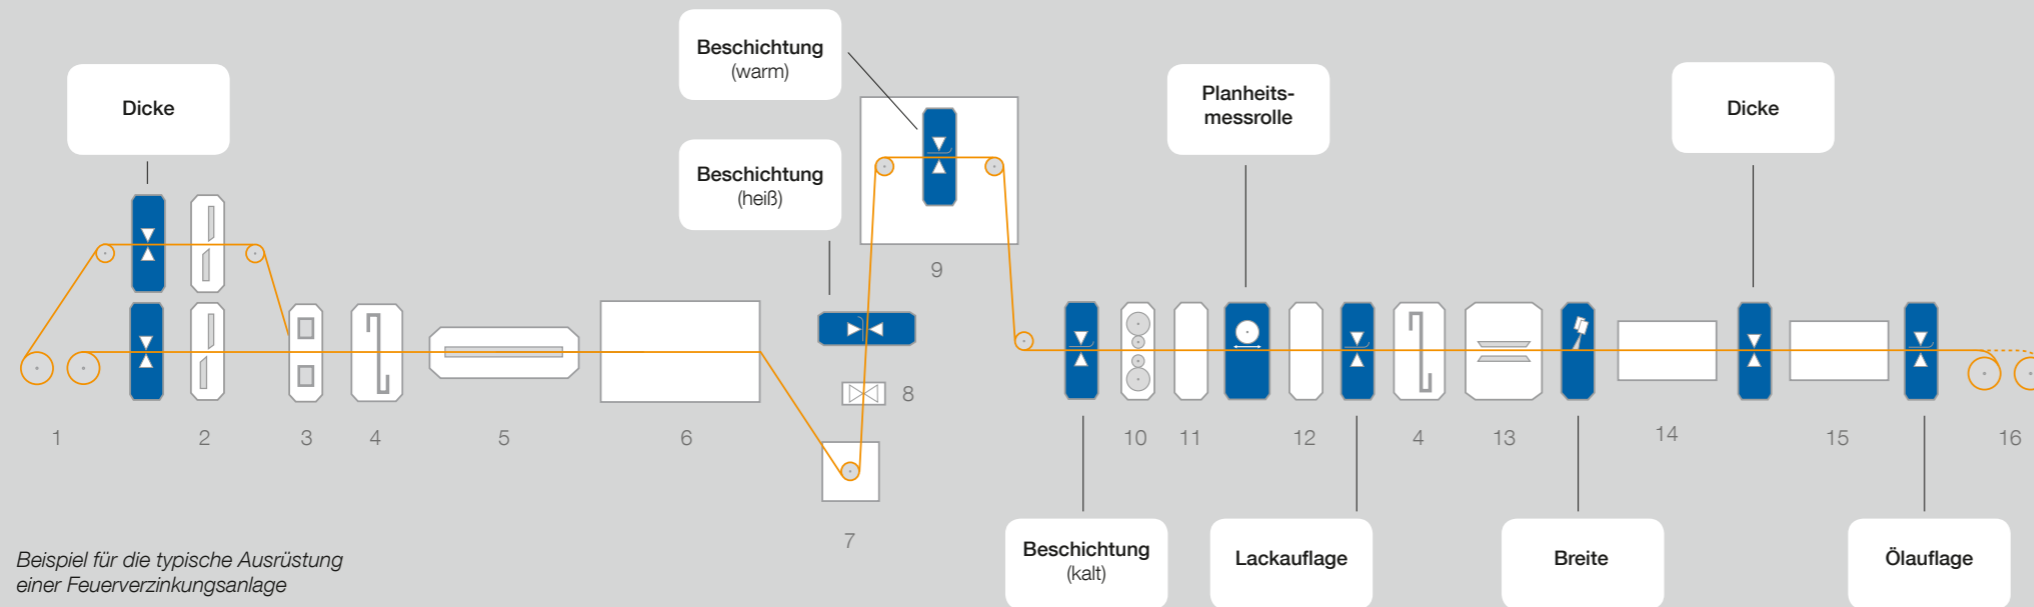 Beschichtung
(warm)
Dicke
Beschichtung
(heiß)
Planheits-
messrolle
Dicke
9
8
1
2
3
4
5
6
7
10
11
12
4
13
14
15
16
Beschichtung
(kalt)
Lackauflage
Breite
Ölauflage
Beispiel für die typische Ausrüstung
einer Feuerverzinkungsanlage